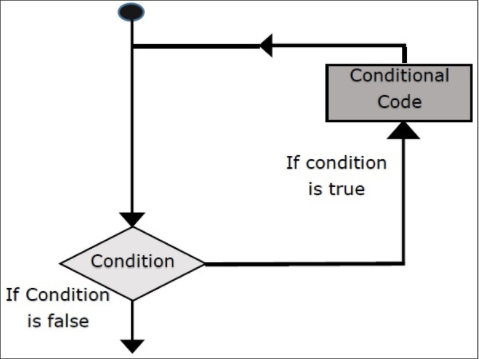 Conditional
Code
If condition
is true
Condition
If Condition
is false